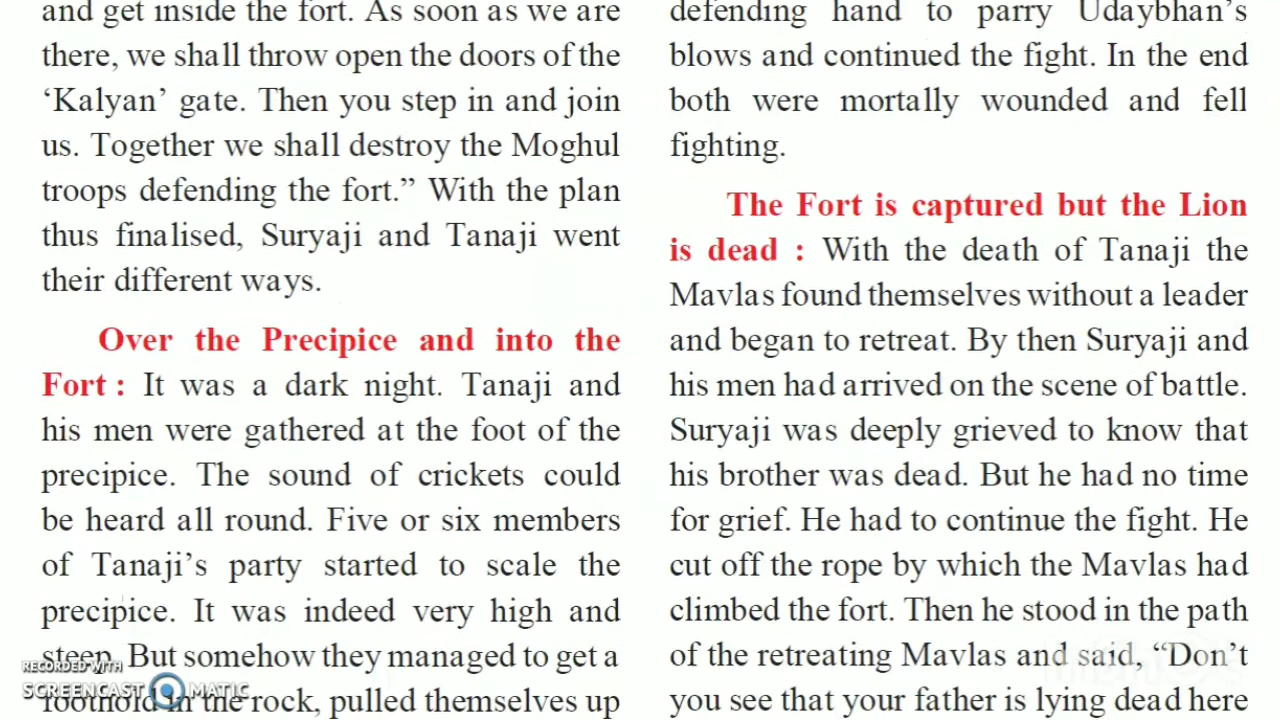 and get inside the fort. As soon as we are
there, we shall throw open the doors of the
‘Kalyan’ gate. Then you step in and join
us. Together we shall destroy the Moghul
troops defending the fort.” With the plan
thus finalised, Suryaji and Tanaji went
their different ways.
Over the Precipice and into the
Fort : It was a dark night. Tanaji and
his men were gathered at the foot of the
precipice. The sound of crickets could
be heard all round. Five or six members
of Tanaji’s party started to scale the
precipice. It was indeed very high and
steep. But somehow they managed to get a
foothold in the rock, pulled themselves up
RECORDED WITH
SCREENCAST MATIC
defending hand to parry Udaybhan’s
blows and continued the fight. In the end
both were mortally wounded and fell
fighting.
The Fort is captured but the Lion
is dead : With the death of Tanaji the
Mavlas found themselves without a leader
and began to retreat. By then Suryaji and
his men had arrived on the scene of battle.
Suryaji was deeply grieved to know that
his brother was dead. But he had no time
for grief. He had to continue the fight. He
cut off the rope by which the Mavlas had
climbed the fort. Then he stood in the path
of the retreating Mavlas and said, “Don’t
you see that your father is lying dead here